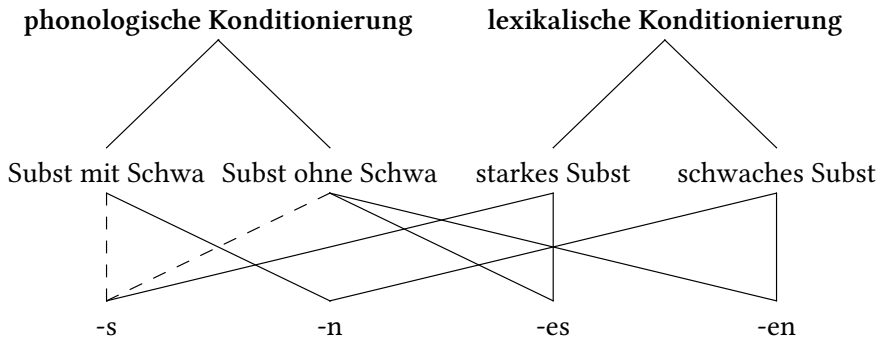 phonologische Konditionierung lexikalische Konditionierung
Subst mit Schwa Subst ohne Schwa starkes Subst schwaches Subst
-s -n -es -en